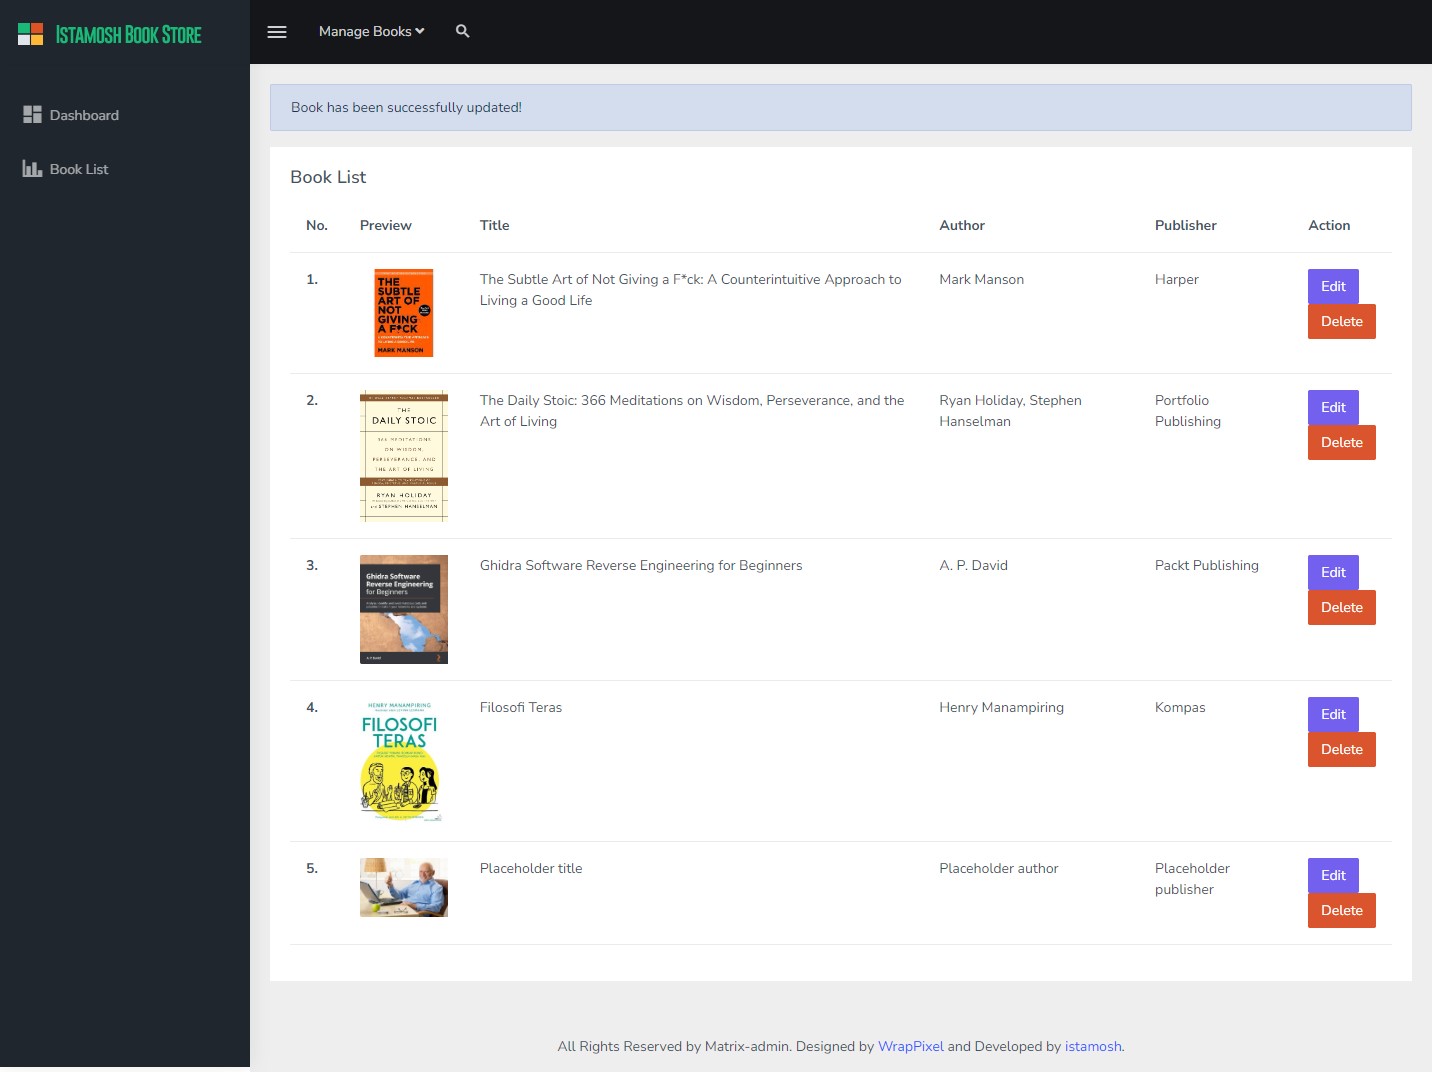 Istamosh Book Store
Manage Books
Dashboard
Book List
Book has been successfully updated!
Book List
No. Preview Title Author Publisher Action
1.
THE
SUBTLE
ART OF
NOT
GIVING
A F*CK
MARK MANSON
The Subtle Art of Not Giving a F*ck: A Counterintuitive Approach to
Living a Good Life
Mark Manson
Harper
Edit
Delete
2.
THE
DAILY STOIC
366 MEDITATIONS
ON WISDOM,
PERSEVERANCE, AND
THE ART OF LIVING
RYAN HOLIDAY
and STEPHEN HANSELMAN
The Daily Stoic: 366 Meditations on Wisdom, Perseverance, and the
Art of Living
Ryan Holiday, Stephen
Hanselman
Portfolio
Publishing
Edit
Delete
3.
Ghidra Software
Reverse Engineering
for Beginners
Ghidra Software Reverse Engineering for Beginners
A. P. David
Packt Publishing
Edit
Delete
4.
HENRY MANAMPIRING
FILOSOFI
TERAS
Filosofi Teras
Henry Manampiring
Kompas
Edit
Delete
5.
Placeholder title
Placeholder author
Placeholder
publisher
Edit
Delete
All Rights Reserved by Matrix-admin. Designed by WrapPixel and Developed by istamosh.